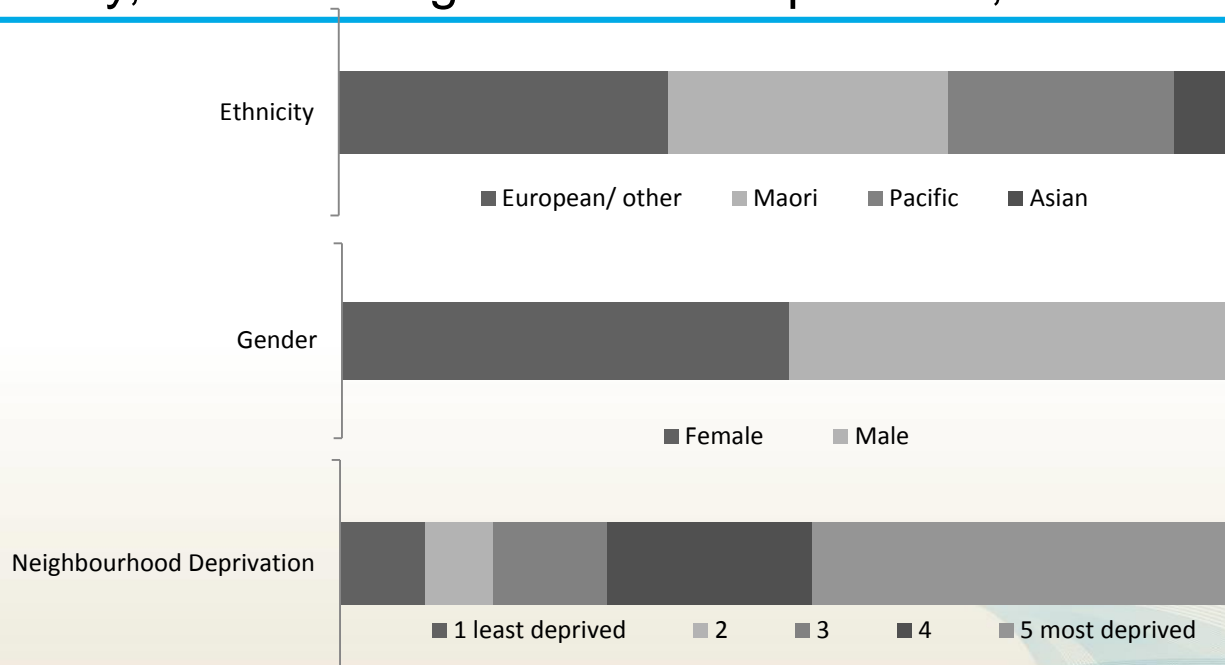 Ethnicity
European/ other Maori Pacific Asian
Gender
Female Male
Neighbourhood Deprivation
1 least deprived 2 3 4 5 most deprived